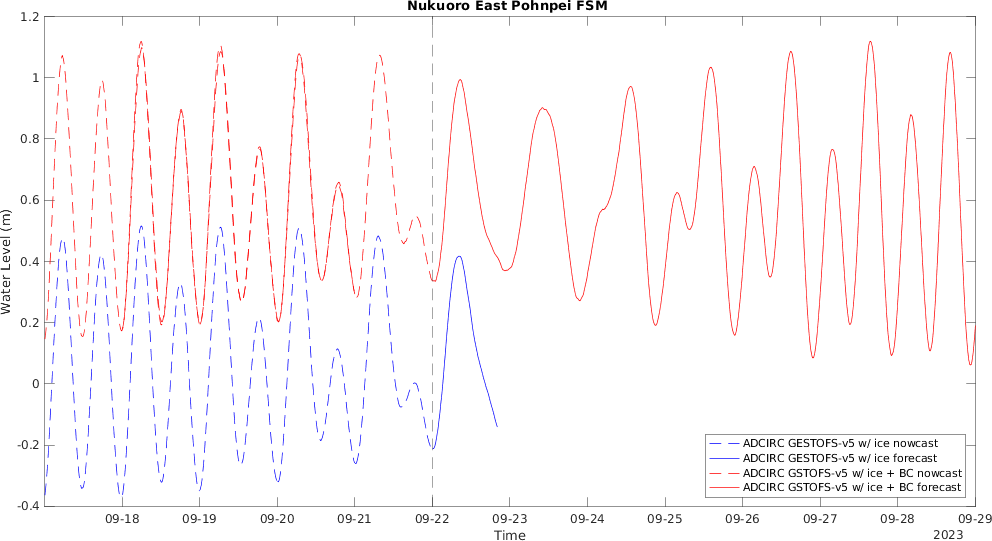 Nukuoro East Pohnpei FSM
1.2
1
0.8
0.6
0.4
0.2
0
-0.2
-0.4
Water Level (m)
ADCIRC GESTOFS-v5 w/ ice nowcast
ADCIRC GESTOFS-v5 w/ ice forecast
ADCIRC GSTOFS-v5 w/ ice + BC nowcast
ADCIRC GSTOFS-v5 w/ ice + BC forecast
09-18 09-19 09-20 09-21 09-22 09-23 09-24 09-25 09-26 09-27 09-28 09-29
Time
2023